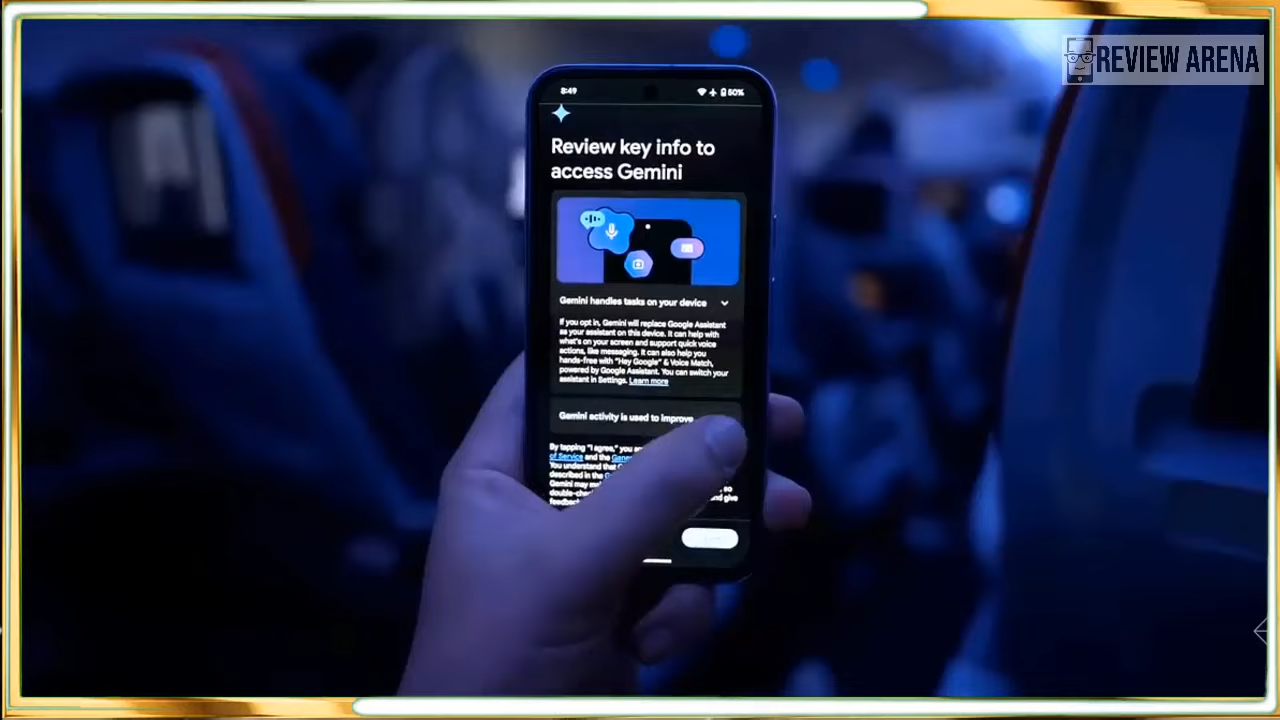 REVIEW ARENA
8:49
50%
Review key info to
access Gemini
Gemini handles tasks on your device
If you opt in, Gemini will replace Google Assistant
as your assistant on this device. It can help with
what's on your screen and support quick voice
actions, like messaging. It can also help you
hands-free with "Hey Google" & Voice Match,
powered by Google Assistant. You can switch your
assistant in Settings. Learn more
Gemini activity is used to improve
By tapping "I agree," you
of Service and the
You understand that
described in the
Gemini may so
and give